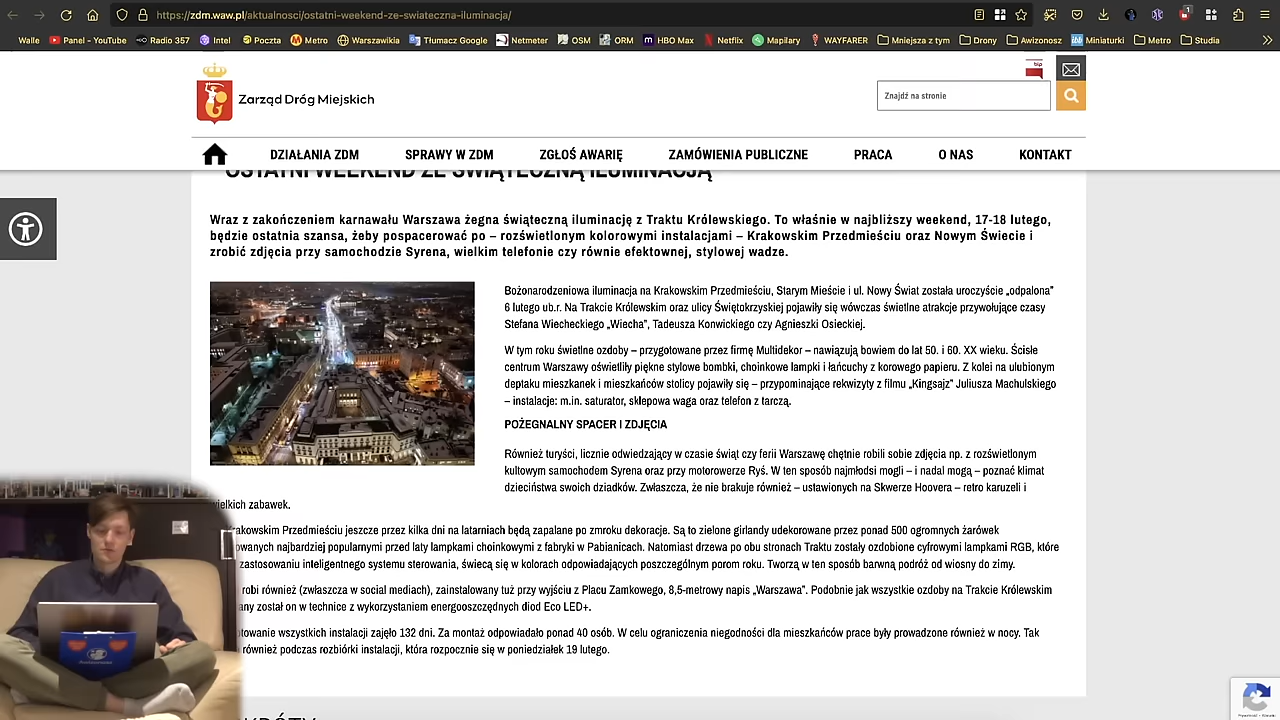 https://zdm.waw.pl/aktualnosci/ostatni-weekend-ze-swiateczna-iluminacja/
Walle Panel - YouTube Radio 357 Intel Poczta Metro Warszawikia Tłumacz Google Netmeter OSM ORM HBO Max Netflix Mapilary WAYFARER Mniejsza z tym Drony Awizonosz Miniaturki Metro Studia
bip
Zarząd Dróg Miejskich
Znajdź na stronie
DZIAŁANIA ZDM SPRAWY W ZDM ZGŁOŚ AWARIĘ ZAMÓWIENIA PUBLICZNE PRACA O NAS KONTAKT
OSTATNI WEEKEND ZE ŚWIĄTECZNĄ ILUMINACJĄ
Wraz z zakończeniem karnawału Warszawa żegna świąteczną iluminację z Traktu Królewskiego. To właśnie w najbliższy weekend, 17-18 lutego,
będzie ostatnia szansa, żeby pospacerować po – rozświetlonym kolorowymi instalacjami – Krakowskim Przedmieściu oraz Nowym Świecie i
zrobić zdjęcia przy samochodzie Syrena, wielkim telefonie czy równie efektownej, stylowej wadze.
Bożonarodzeniowa iluminacja na Krakowskim Przedmieściu, Starym Mieście i ul. Nowy Świat została uroczyście „odpalona”
6 lutego ub.r. Na Trakcie Królewskim oraz ulicy Świętokrzyskiej pojawiły się wówczas świetlne atrakcje przywołujące czasy
Stefana Wiecheckiego „Wiecha”, Tadeusza Konwickiego czy Agnieszki Osieckiej.
W tym roku świetlne ozdoby – przygotowane przez firmę Multidekor – nawiązują bowiem do lat 50. i 60. XX wieku. Ścisłe
centrum Warszawy oświetliły piękne stylowe bombki, choinkowe lampki i łańcuchy z korowego papieru. Z kolei na ulubionym
deptaku mieszkanek i mieszkańców stolicy pojawiły się – przypominające rekwizyty z filmu „Kingsajz” Juliusza Machulskiego
– instalacje: m.in. saturator, sklepowa waga oraz telefon z tarczą.
POŻEGNALNY SPACER I ZDJĘCIA
Również turyści, licznie odwiedzający w czasie świąt czy ferii Warszawę chętnie robili sobie zdjęcia np. z rozświetlonym
kultowym samochodem Syrena oraz przy motorowerze Ryś. W ten sposób najmłodsi mogli – i nadal mogą – poznać klimat
dzieciństwa swoich dziadków. Zwłaszcza, że nie brakuje również – ustawionych na Skwerze Hoovera – retro karuzeli i
wielkich zabawek.
rakowskim Przedmieściu jeszcze przez kilka dni na latarniach będą zapalane po zmroku dekoracje. Są to zielone girlandy udekorowane przez ponad 500 ogromnych żarówek
owanych najbardziej popularnymi przed laty lampkami choinkowymi z fabryki w Pabianicach. Natomiast drzewa po obu stronach Traktu zostały ozdobione cyfrowymi lampkami RGB, które
zastosowaniu inteligentnego systemu sterowania, świecą się w kolorach odpowiadających poszczególnym porom roku. Tworzą w ten sposób barwną podróż od wiosny do zimy.
robi również (zwłaszcza w social mediach), zainstalowany tuż przy wyjściu z Placu Zamkowego, 8,5-metrowy napis „Warszawa”. Podobnie jak wszystkie ozdoby na Trakcie Królewskim
any został on w technice z wykorzystaniem energooszczędnych diod Eco LED+.
otowanie wszystkich instalacji zajęło 132 dni. Za montaż odpowiadało ponad 40 osób. W celu ograniczenia niegodności dla mieszkańców prace były prowadzone również w nocy. Tak
również podczas rozbiórki instalacji, która rozpocznie się w poniedziałek 19 lutego.